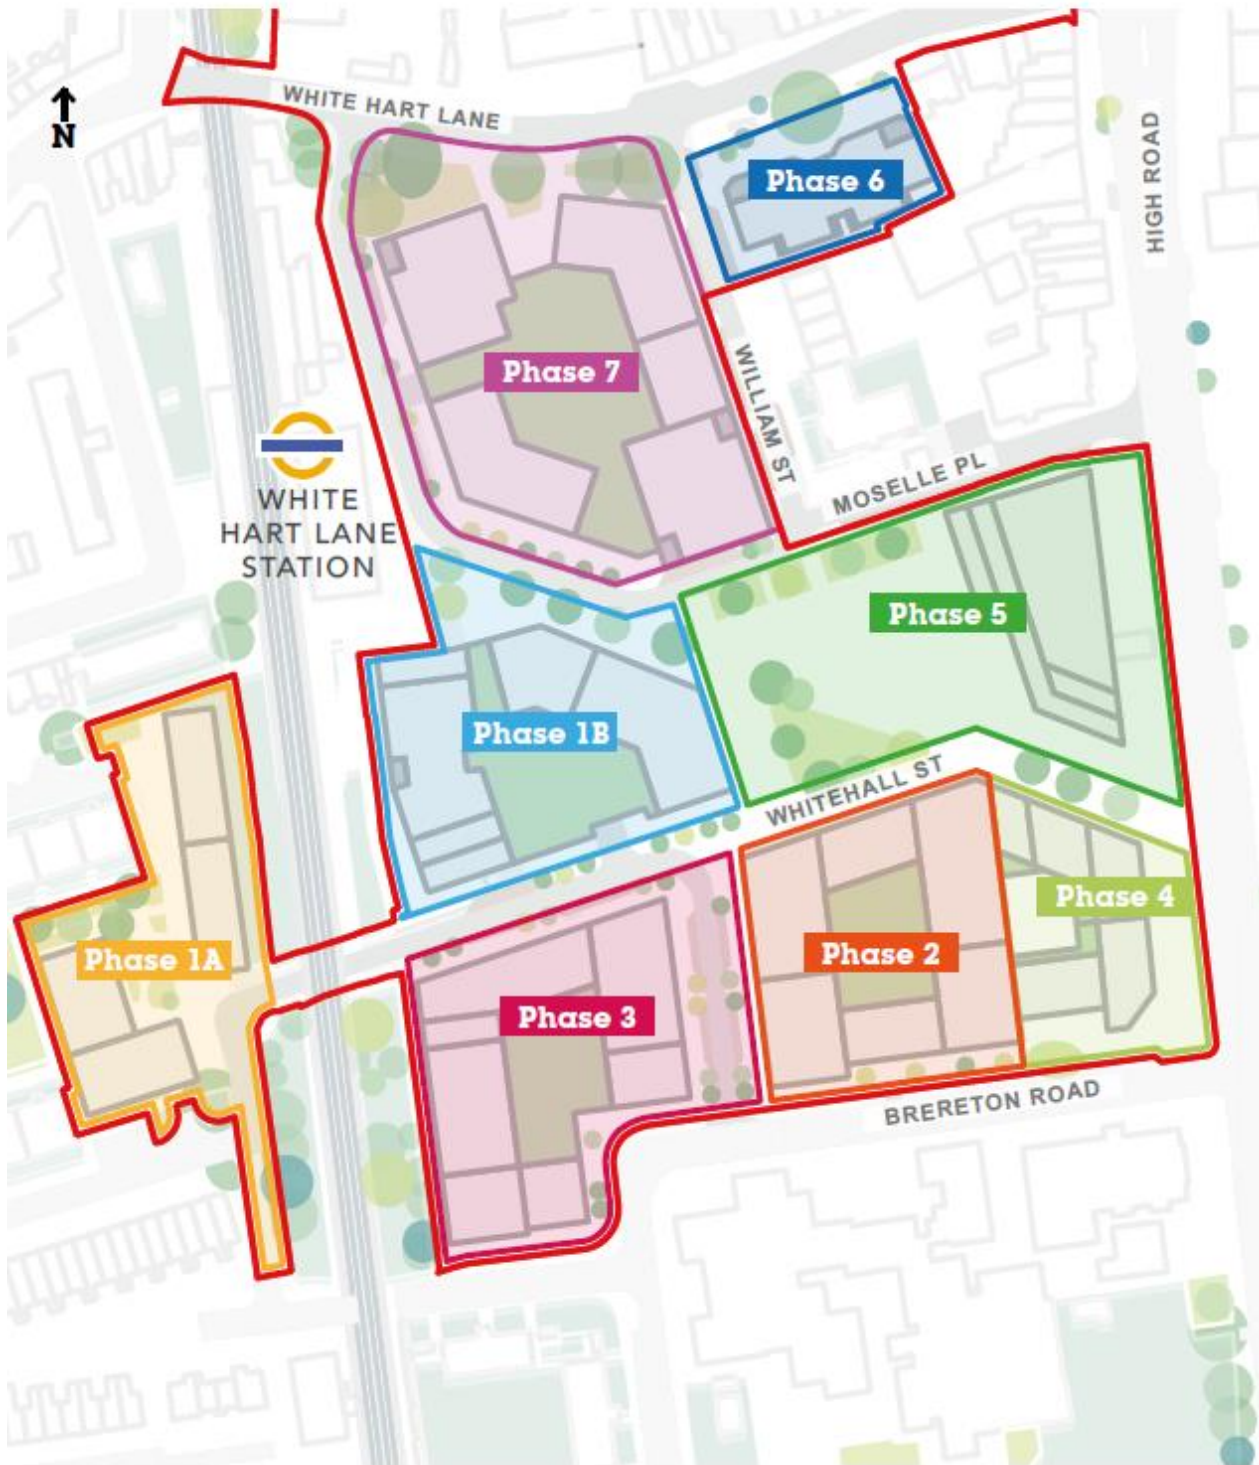 N
WHITE HART LANE
HIGH ROAD
Phase 6
Phase 7
WILLIAM ST
WHITE
HART LANE
STATION
MOSELLE PL
Phase 5
Phase 1B
WHITEHALL ST
Phase 4
Phase 2
Phase 1A
Phase 3
BRERETON ROAD